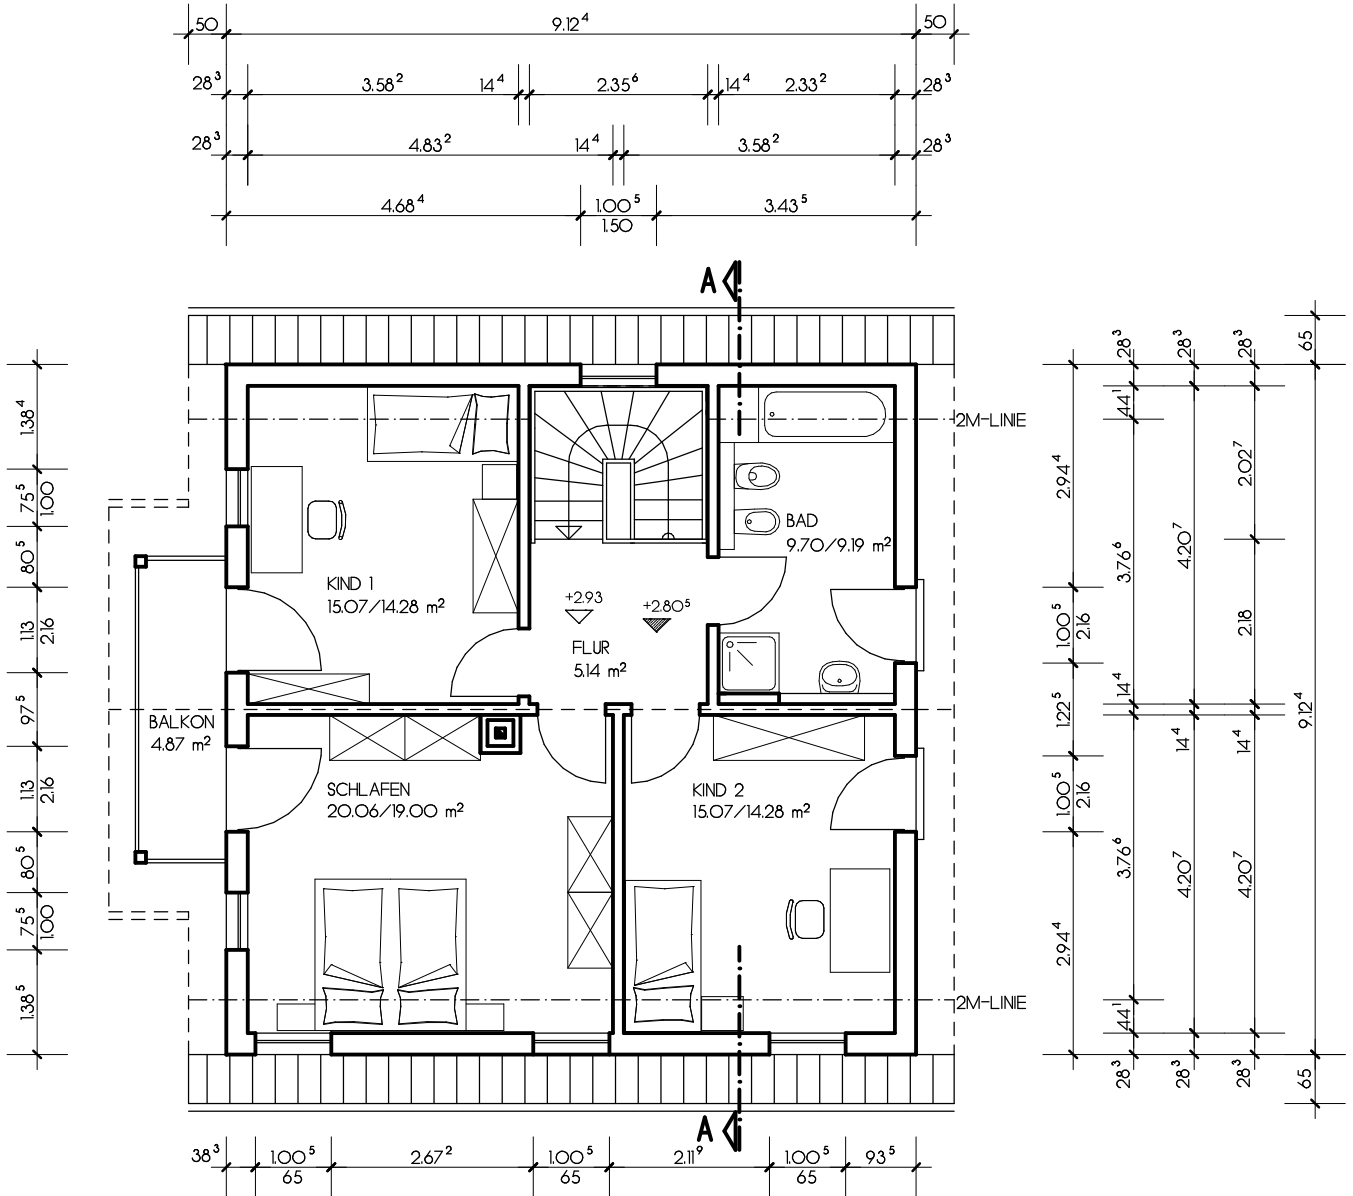 50 9.12⁴ 50
28³ 3.58² 14⁴ 2.35⁶ 14⁴ 2.33² 28³
28³ 4.83² 14⁴ 3.58² 28³
4.68⁴ 1.00⁵ 3.43⁵
1.50
A
2M-LINIE
BAD
9.70/9.19 m²
KIND 1
15.07/14.28 m²
+2.93
+2.80⁵
FLUR
5.14 m²
BALKON
4.87 m²
SCHLAFEN
20.06/19.00 m²
KIND 2
15.07/14.28 m²
2M-LINIE
A
1.38⁴
75⁵
1.00
80⁵
1.13
2.16
97⁵
1.13
2.16
80⁵
75⁵
1.00
1.38⁵
2.94⁴
1.00⁵
2.16
1.22⁵
1.00⁵
2.16
2.94⁴
28³
44¹
3.76⁶
14⁴
3.76⁶
44¹
28³
28³
4.20⁷
14⁴
4.20⁷
28³
28³
2.02⁷
2.18
14⁴
4.20⁷
28³
65
9.12⁴
65
38³ 1.00⁵ 2.67² 1.00⁵ 2.11⁹ 1.00⁵ 93⁵
65 65 65